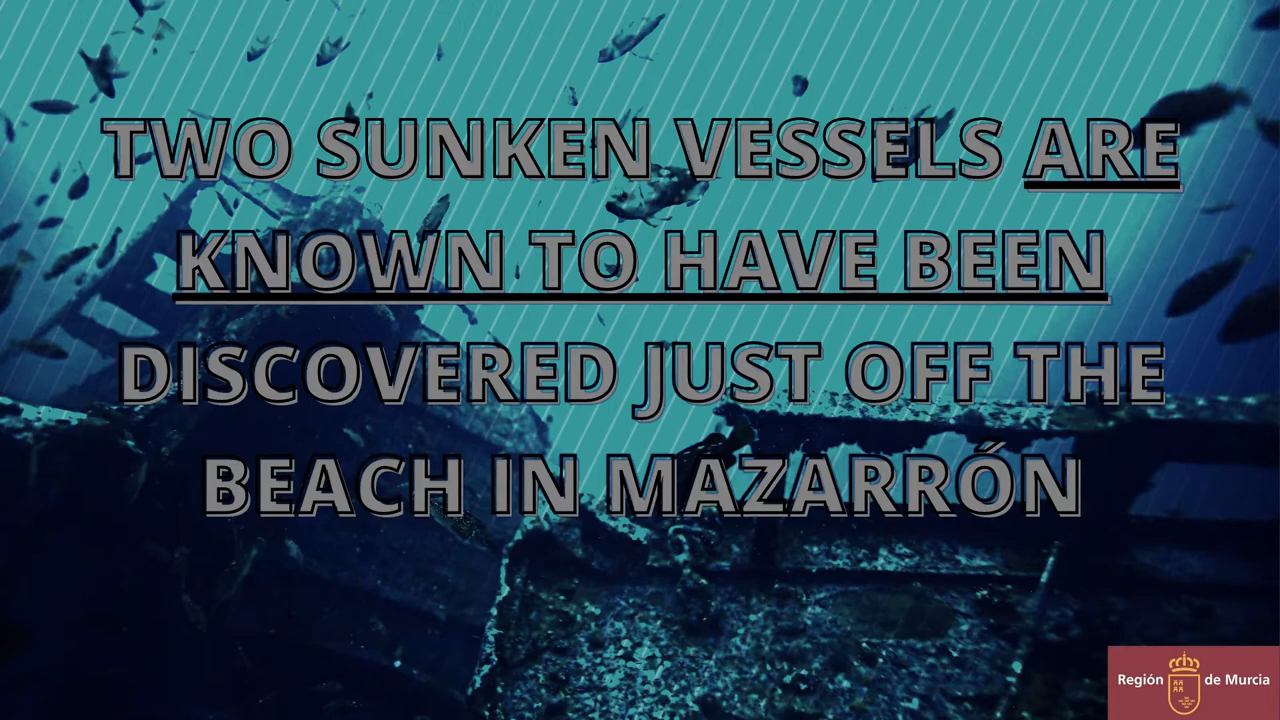 TWO SUNKEN VESSELS ARE
KNOWN TO HAVE BEEN
DISCOVERED JUST OFF THE
BEACH IN MAZARRÓN
Región de Murcia